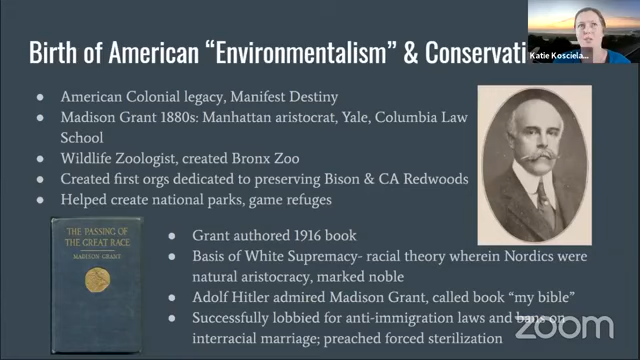 Birth of American “Environmentalism” & Conservati
Katie Kosciela...
● American Colonial legacy, Manifest Destiny
● Madison Grant 1880s: Manhattan aristocrat, Yale, Columbia Law
School
● Wildlife Zoologist, created Bronx Zoo
● Created first orgs dedicated to preserving Bison & CA Redwoods
● Helped create national parks, game refuges
THE PASSING
OF THE
GREAT RACE
MADISON GRANT
● Grant authored 1916 book
● Basis of White Supremacy- racial theory wherein Nordics were
natural aristocracy, marked noble
● Adolf Hitler admired Madison Grant, called book “my bible”
● Successfully lobbied for anti-immigration laws and bans on
interracial marriage; preached forced sterilization
zoom